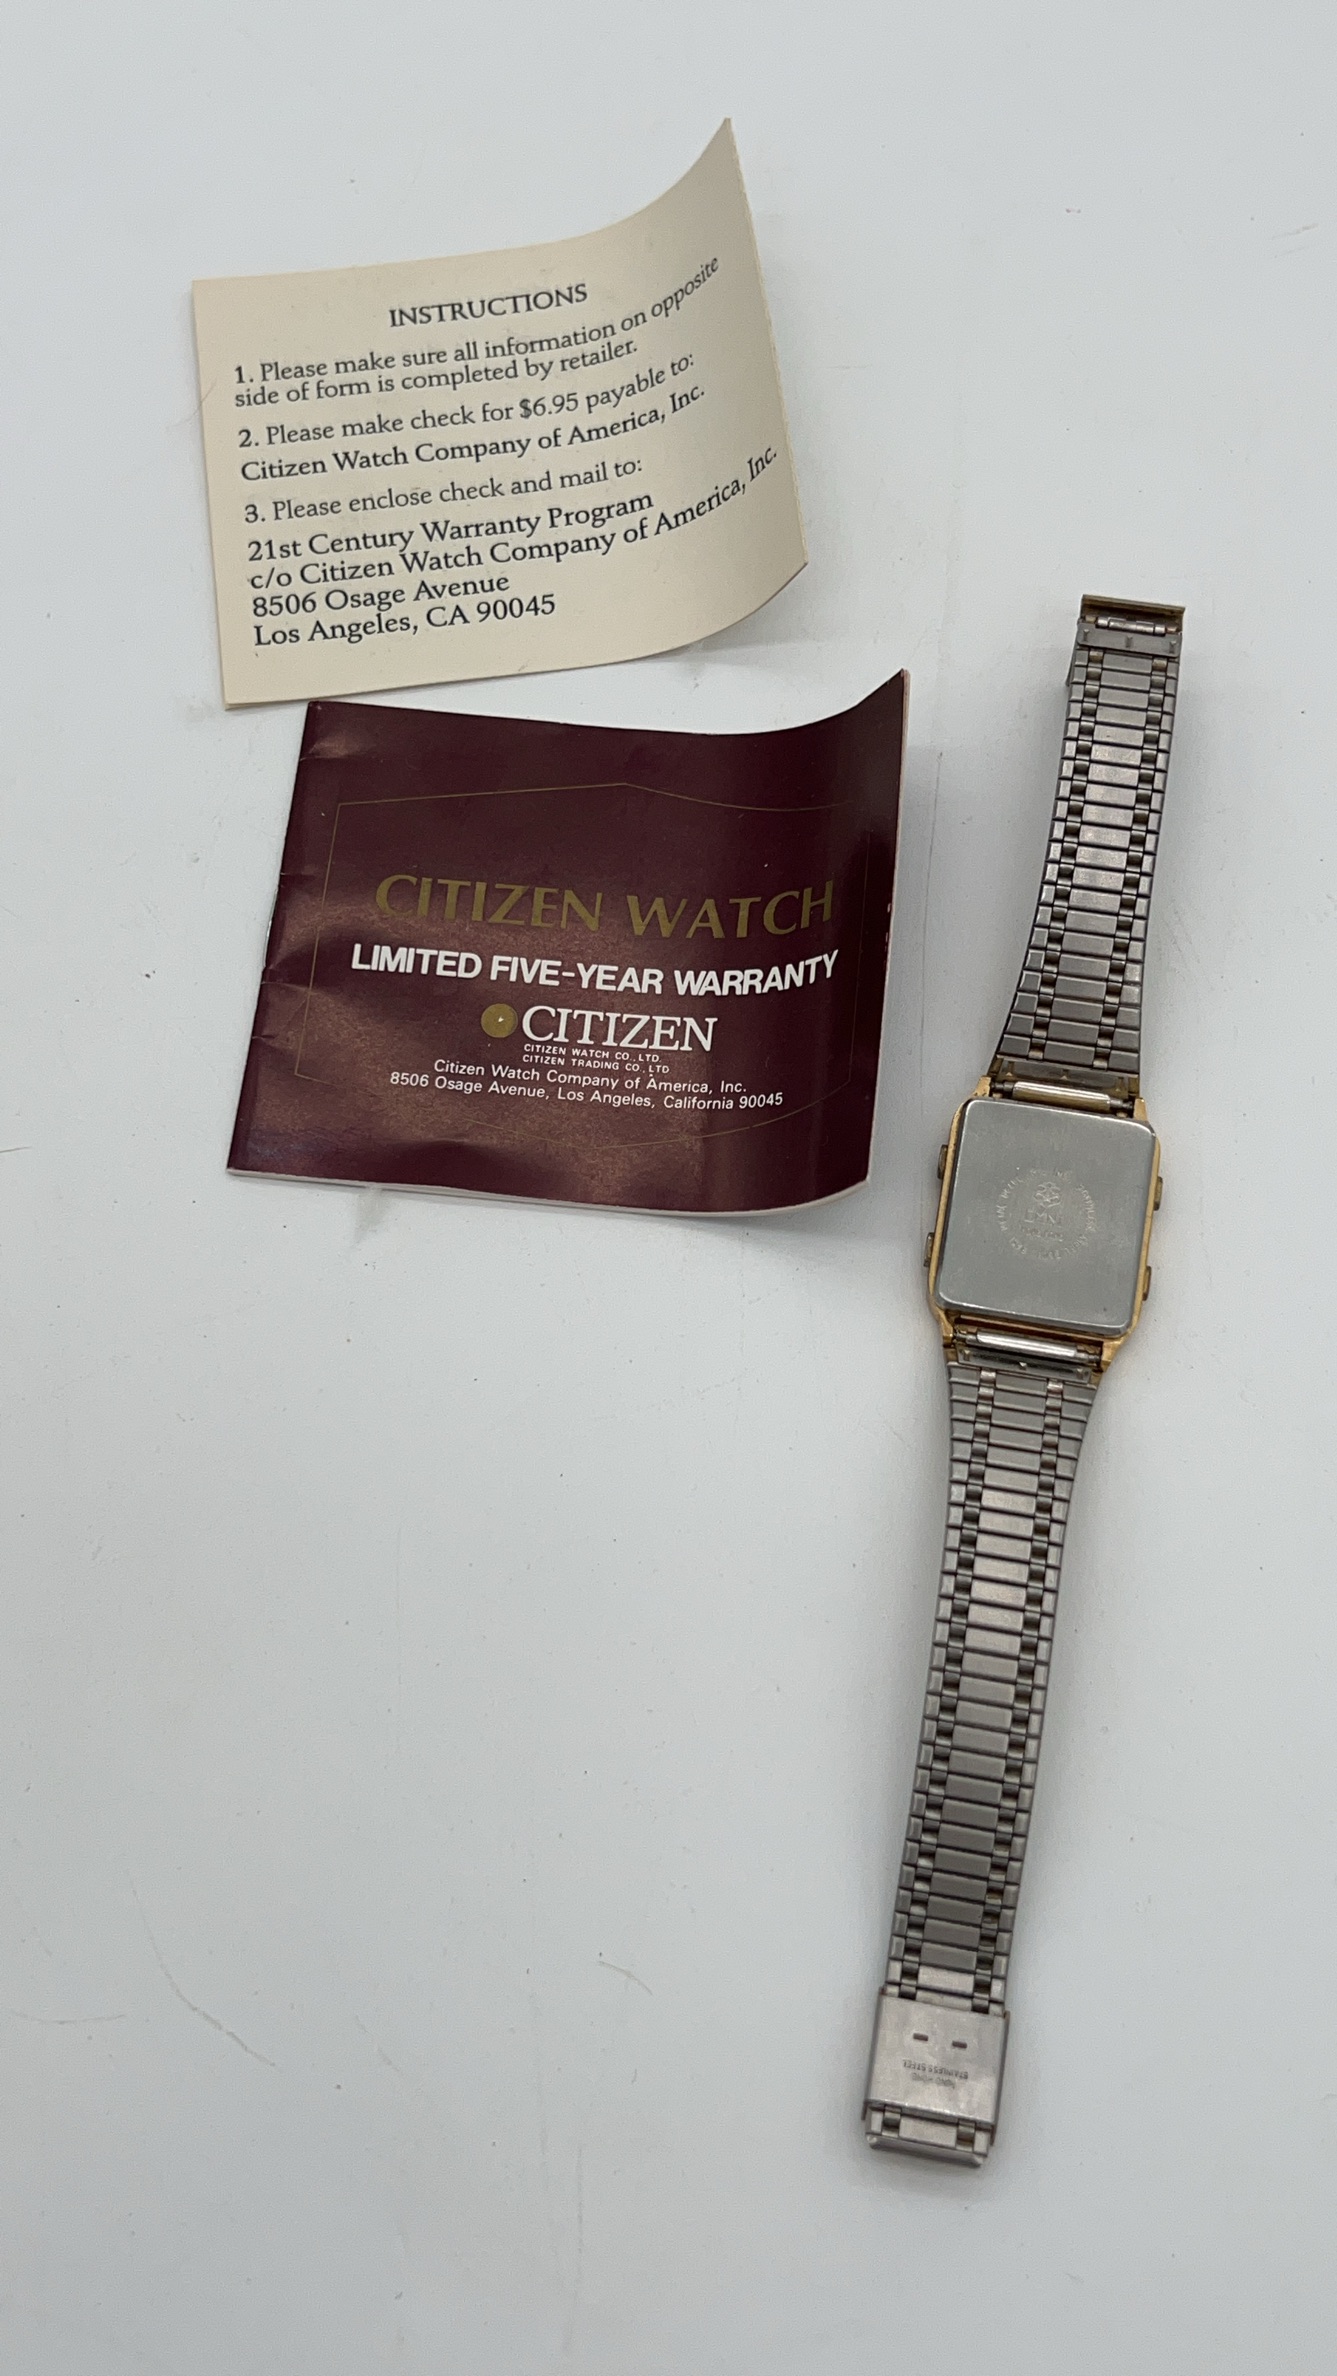 INSTRUCTIONS
1. Please make sure all information on opposite
side of form is completed by retailer.
2. Please make check for $6.95 payable to:
Citizen Watch Company of America, Inc.
3. Please enclose check and mail to:
21st Century Warranty Program
c/o Citizen Watch Company of America, Inc.
8506 Osage Avenue
Los Angeles, CA 90045
CITIZEN WATCH
LIMITED FIVE-YEAR WARRANTY
CITIZEN
CITIZEN WATCH CO., LTD.
CITIZEN TRADING CO., LTD
Citizen Watch Company of America, Inc.
8506 Osage Avenue, Los Angeles, California 90045
STAINLESS STEEL